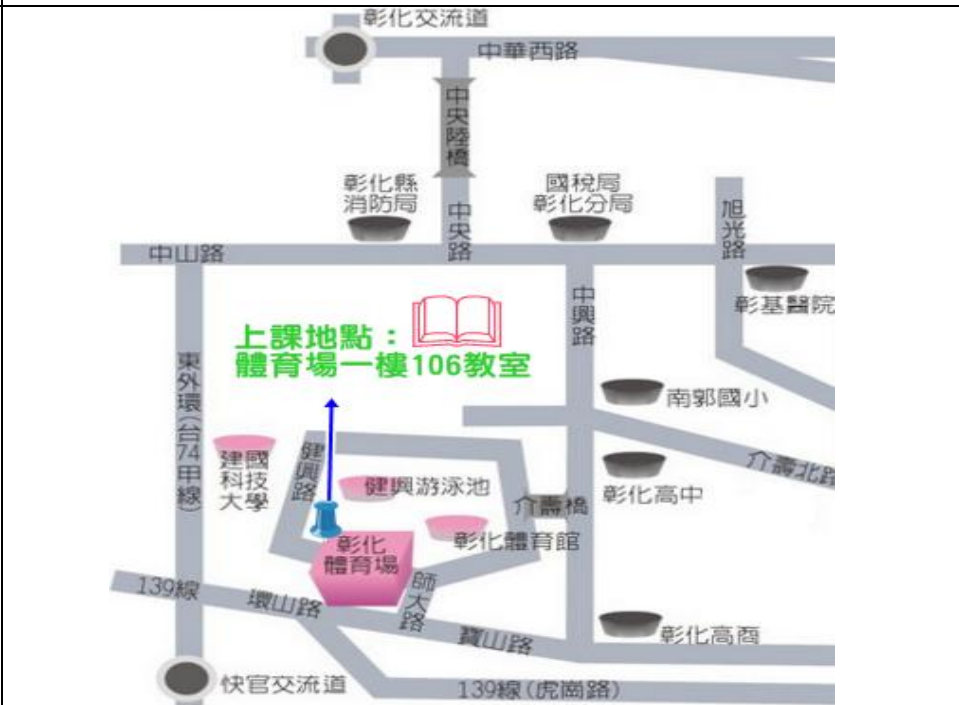 彰化交流道
中華西路
中央陸橋
彰化縣
消防局
國稅局
彰化分局
中央路
旭光路
中山路
彰基醫院
中興路
上課地點：
體育場一樓106教室
東外環(台74甲線)
南郭國小
建國
科技
大學
健興路
健興游泳池
彰化高中
介壽北路
介壽橋
彰化體育館
彰化
體育場
師大路
139線
環山路
寶山路
彰化高商
快官交流道
139線(虎崗路)